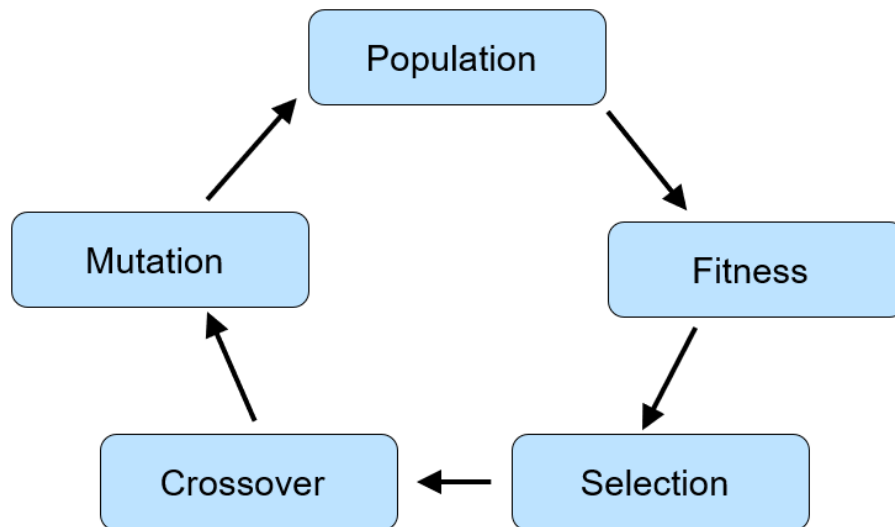 Population
Fitness
Selection
Crossover
Mutation